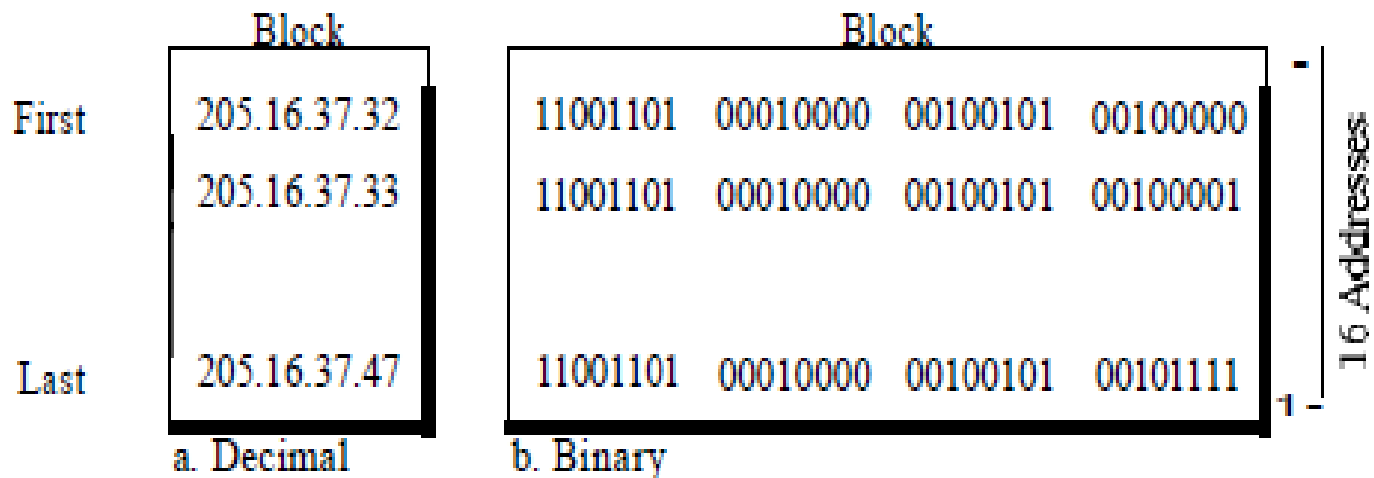 Block Block
First 205.16.37.32 11001101 00010000 00100101 00100000
205.16.37.33 11001101 00010000 00100101 00100001
Last 205.16.37.47 11001101 00010000 00100101 00101111
a. Decimal b. Binary
16 Addresses